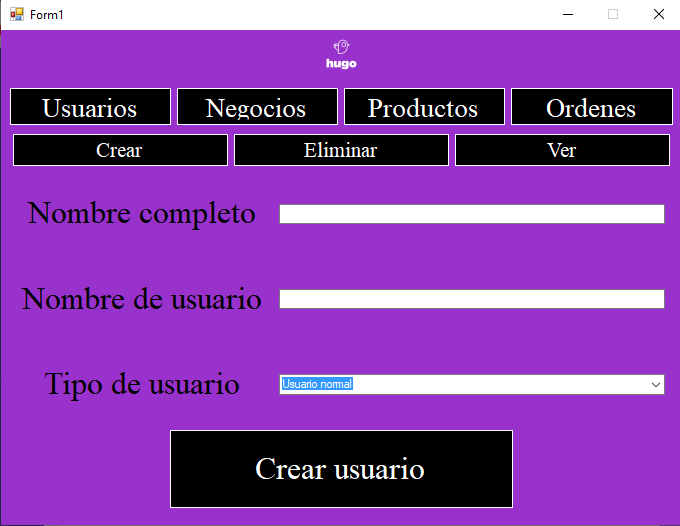 Form1
hugo
Usuarios Negocios Productos Ordenes
Crear Eliminar Ver
Nombre completo
Nombre de usuario
Tipo de usuario Usuario normal
Crear usuario